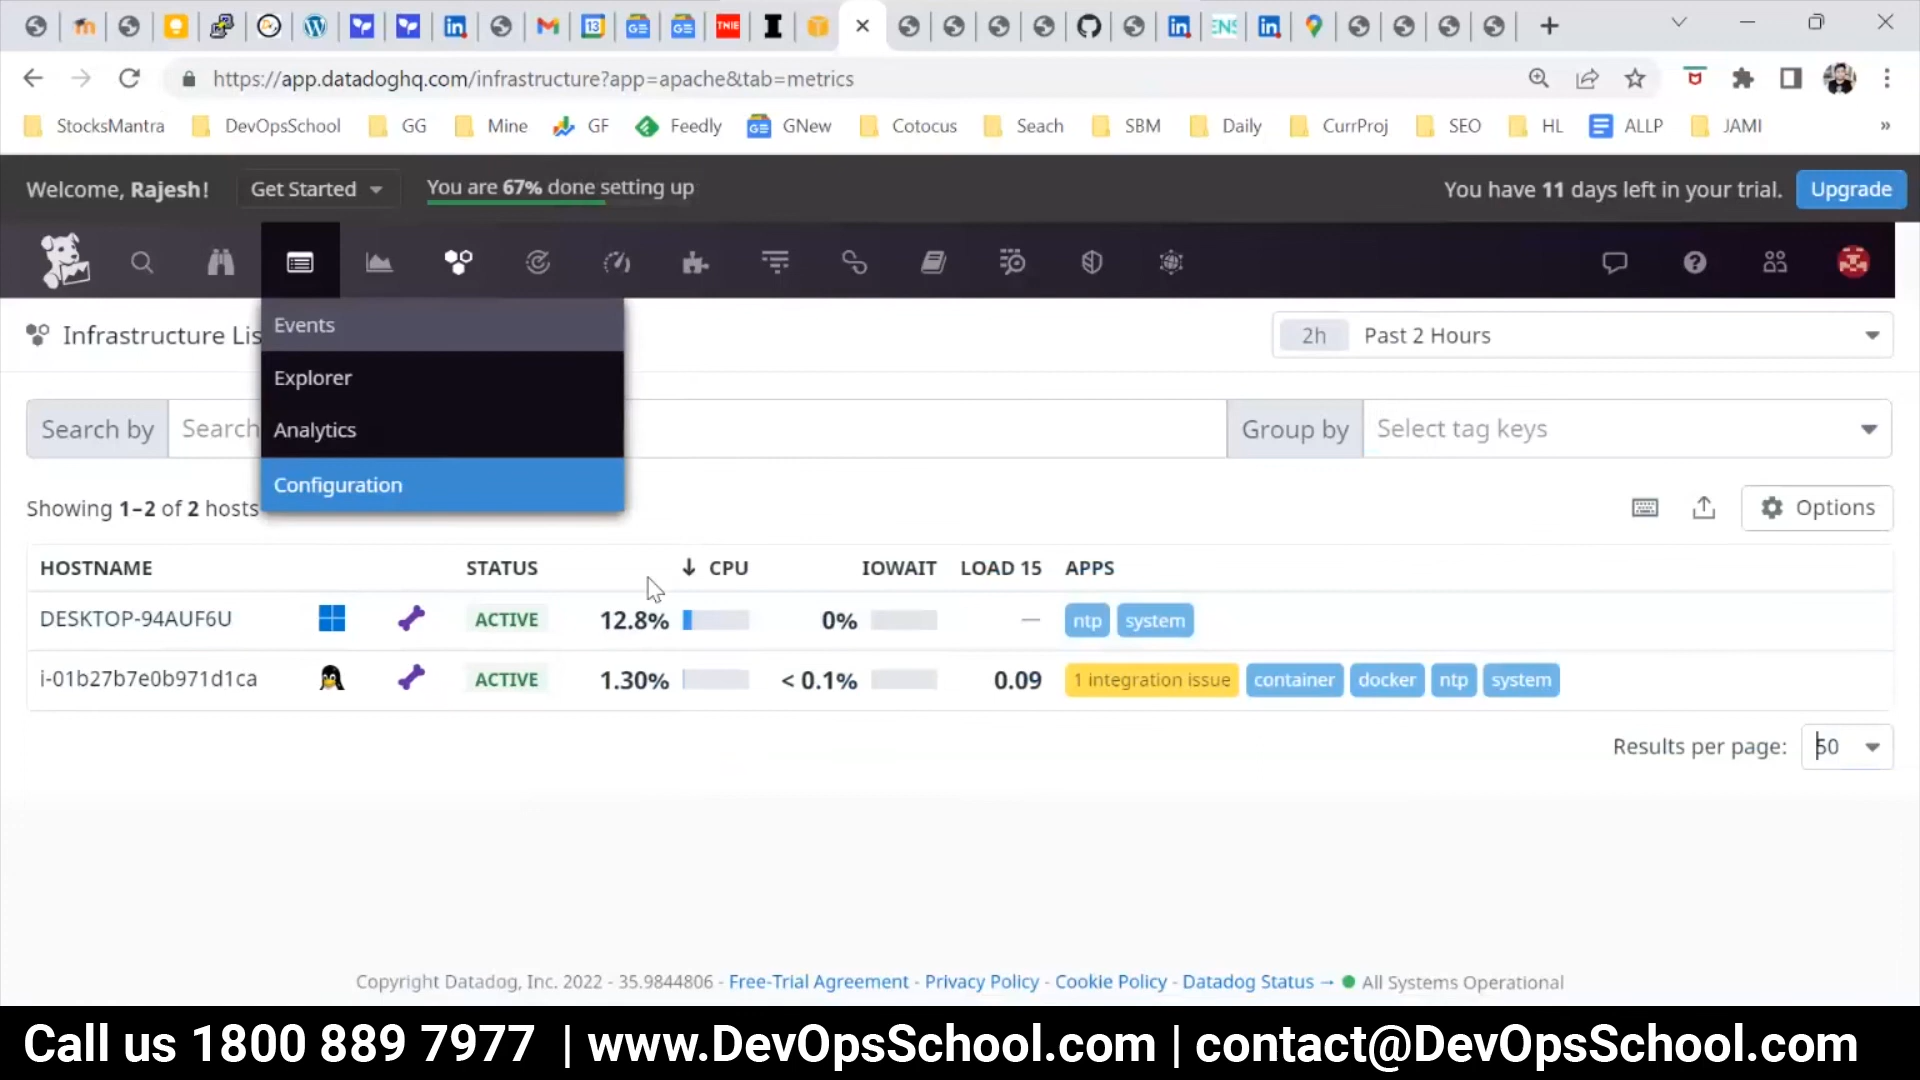 TNIE
13
GE
GE
ENS
https://app.datadoghq.com/infrastructure?app=apache&tab=metrics
StocksMantra DevOpsSchool GG Mine GF Feedly GE GNew Cotocus Seach SBM Daily CurrProj SEO HL ALLP JAMI »
Welcome, Rajesh! Get Started You are 67% done setting up You have 11 days left in your trial. Upgrade
Events
Infrastructure Lis 2h Past 2 Hours
Explorer
Search by Search Analytics Group by Select tag keys
Configuration
Showing 1–2 of 2 hosts Options
HOSTNAME STATUS CPU IOWAIT LOAD 15 APPS
DESKTOP-94AUF6U ACTIVE 12.8% 0% — ntp system
i-01b27b7e0b971d1ca ACTIVE 1.30% < 0.1% 0.09 1 integration issue container docker ntp system
Results per page: 50
Copyright Datadog, Inc. 2022 - 35.9844806 - Free-Trial Agreement - Privacy Policy - Cookie Policy - Datadog Status → All Systems Operational
Call us 1800 889 7977 | www.DevOpsSchool.com | contact@DevOpsSchool.com